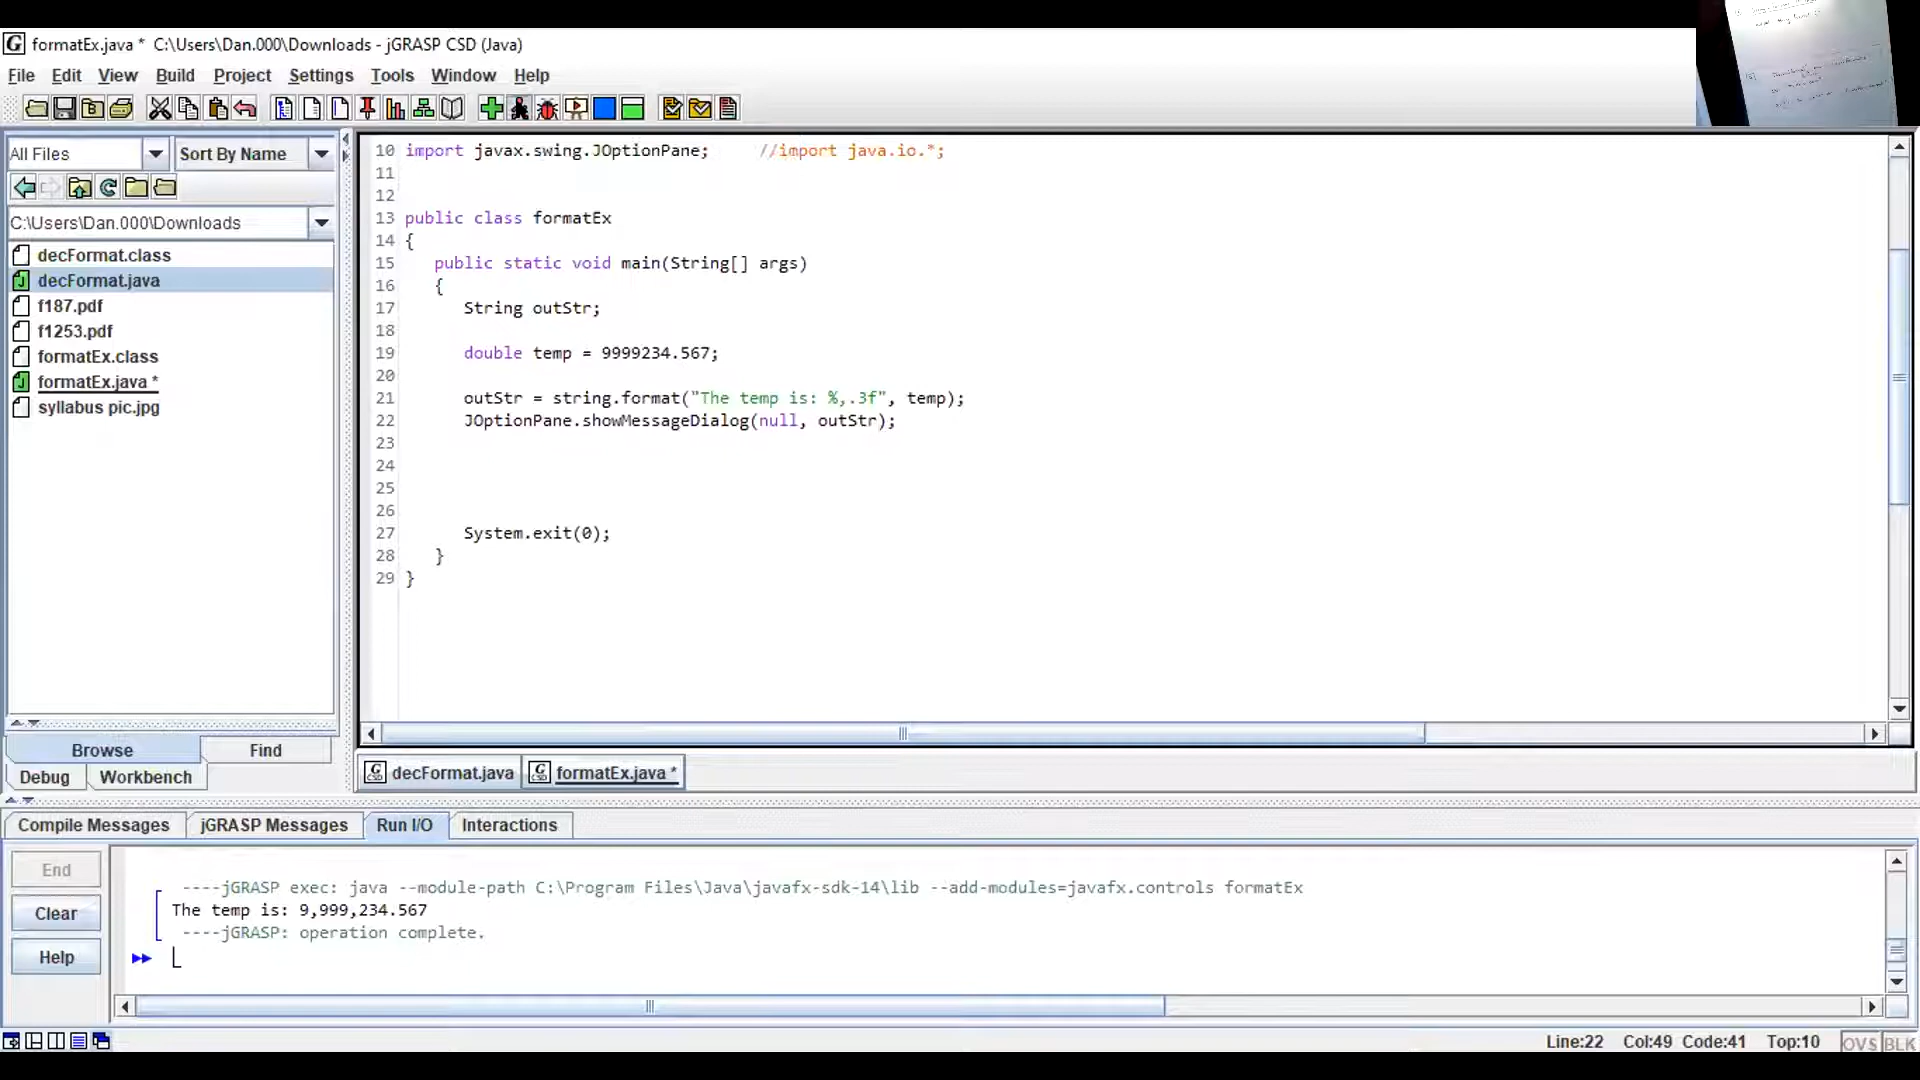 formatEx.java * C:\Users\Dan.000\Downloads - jGRASP CSD (Java)
File Edit View Build Project Settings Tools Window Help
All Files Sort By Name
C:\Users\Dan.000\Downloads
decFormat.class
decFormat.java
f187.pdf
f1253.pdf
formatEx.class
formatEx.java *
syllabus pic.jpg
Browse Find
Debug Workbench
10 import javax.swing.JOptionPane; //import java.io.*;
11
12
13 public class formatEx
14 {
15 public static void main(String[] args)
16 {
17 String outStr;
18
19 double temp = 9999234.567;
20
21 outStr = string.format("The temp is: %,.3f", temp);
22 JOptionPane.showMessageDialog(null, outStr);
23
24
25
26
27 System.exit(0);
28 }
29 }
decFormat.java formatEx.java *
Compile Messages jGRASP Messages Run I/O Interactions
End
Clear
Help
----jGRASP exec: java --module-path C:\Program Files\Java\javafx-sdk-14\lib --add-modules=javafx.controls formatEx
The temp is: 9,999,234.567
----jGRASP: operation complete.
Line:22 Col:49 Code:41 Top:10 OVS BLK